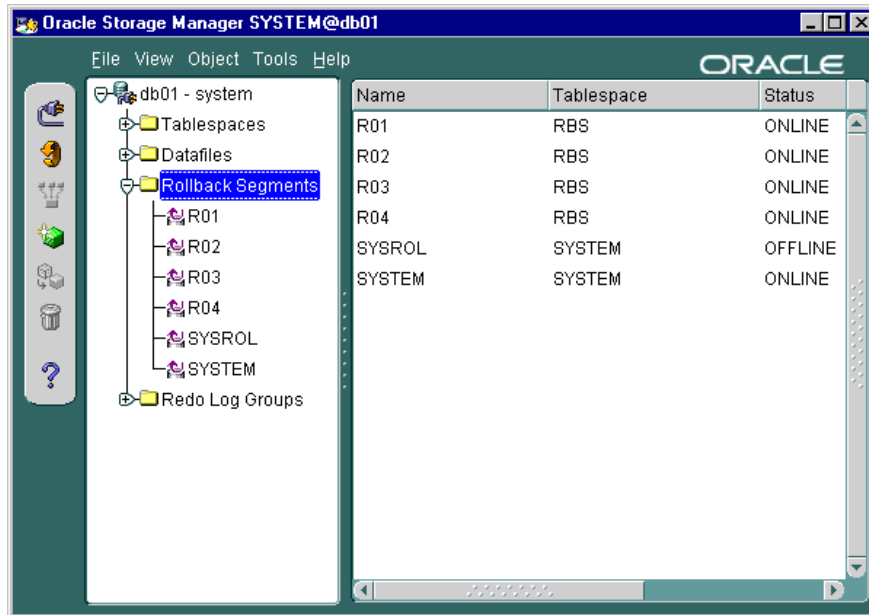 Oracle Storage Manager SYSTEM@db01
File View Object Tools Help
ORACLE
db01 - system
Tablespaces
Datafiles
Rollback Segments
R01
R02
R03
R04
SYSROL
SYSTEM
Redo Log Groups
Name Tablespace Status
R01 RBS ONLINE
R02 RBS ONLINE
R03 RBS ONLINE
R04 RBS ONLINE
SYSROL SYSTEM OFFLINE
SYSTEM SYSTEM ONLINE